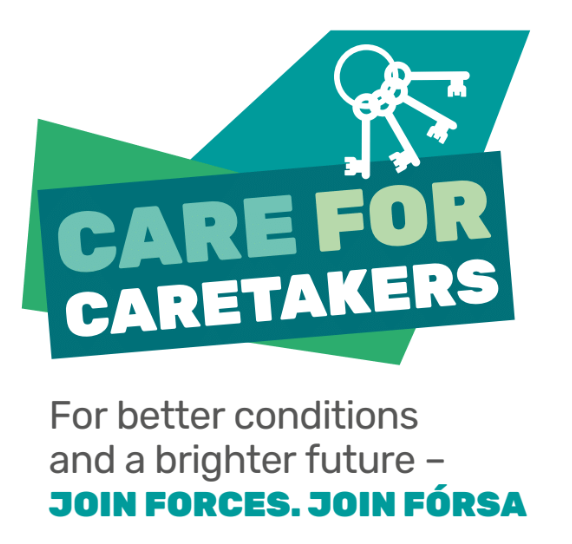 CARE FOR
CARETAKERS
For better conditions
and a brighter future –
JOIN FORCES. JOIN FÓRSA